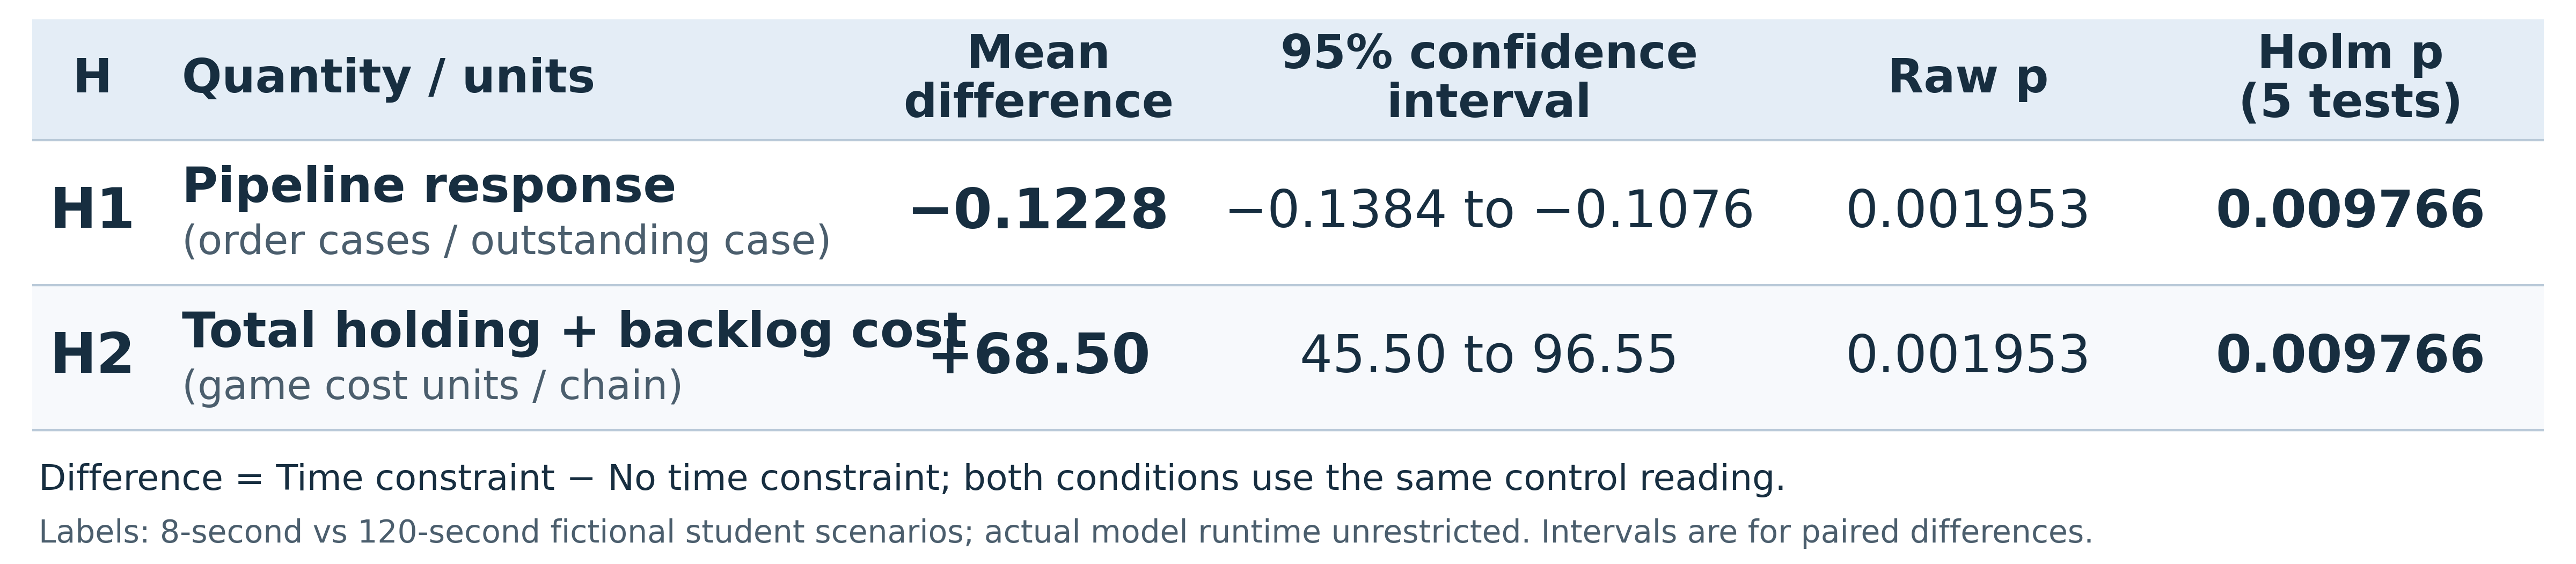 H Quantity / units Mean difference 95% confidence interval Raw p Holm p (5 tests)
H1 Pipeline response (order cases / outstanding case) −0.1228 −0.1384 to −0.1076 0.001953 0.009766
H2 Total holding + backlog cost (game cost units / chain) +68.50 45.50 to 96.55 0.001953 0.009766
Difference = Time constraint − No time constraint; both conditions use the same control reading.
Labels: 8-second vs 120-second fictional student scenarios; actual model runtime unrestricted. Intervals are for paired differences.